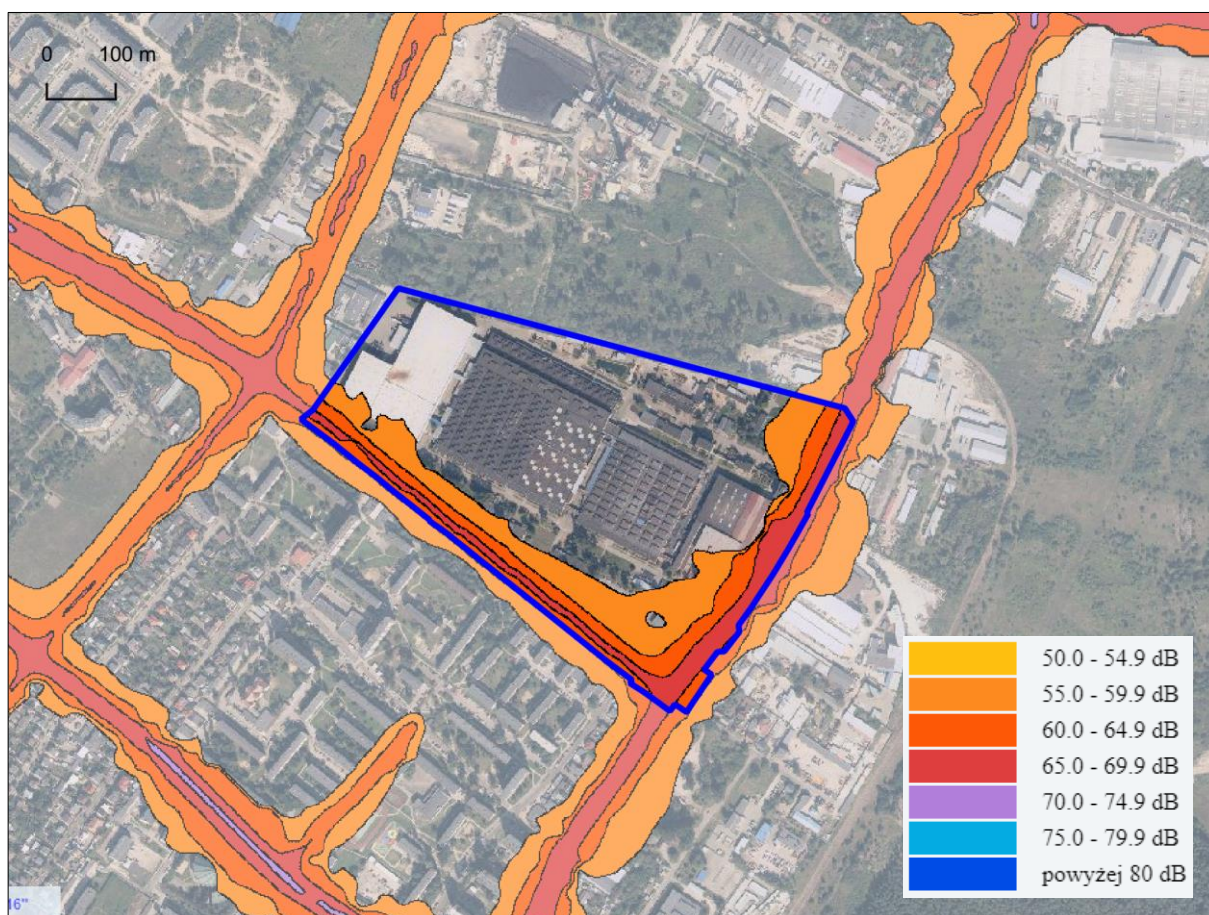 0 100 m
50.0 - 54.9 dB
55.0 - 59.9 dB
60.0 - 64.9 dB
65.0 - 69.9 dB
70.0 - 74.9 dB
75.0 - 79.9 dB
powyżej 80 dB
16"